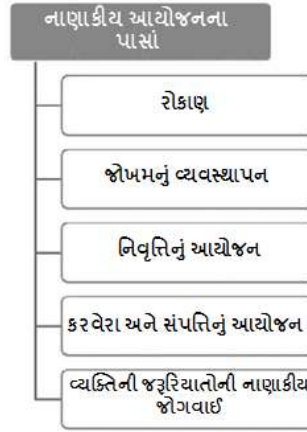 નાણાકીય આયોજનના
પાસાં
રોકાણ
જોખમનું વ્યવસ્થાપન
નિવૃત્તિનું આયોજન
કરવેરા અને સંપત્તિનું આયોજન
વ્યક્તિની જરૂરિયાતોની નાણાકીય
જોગવાઈ